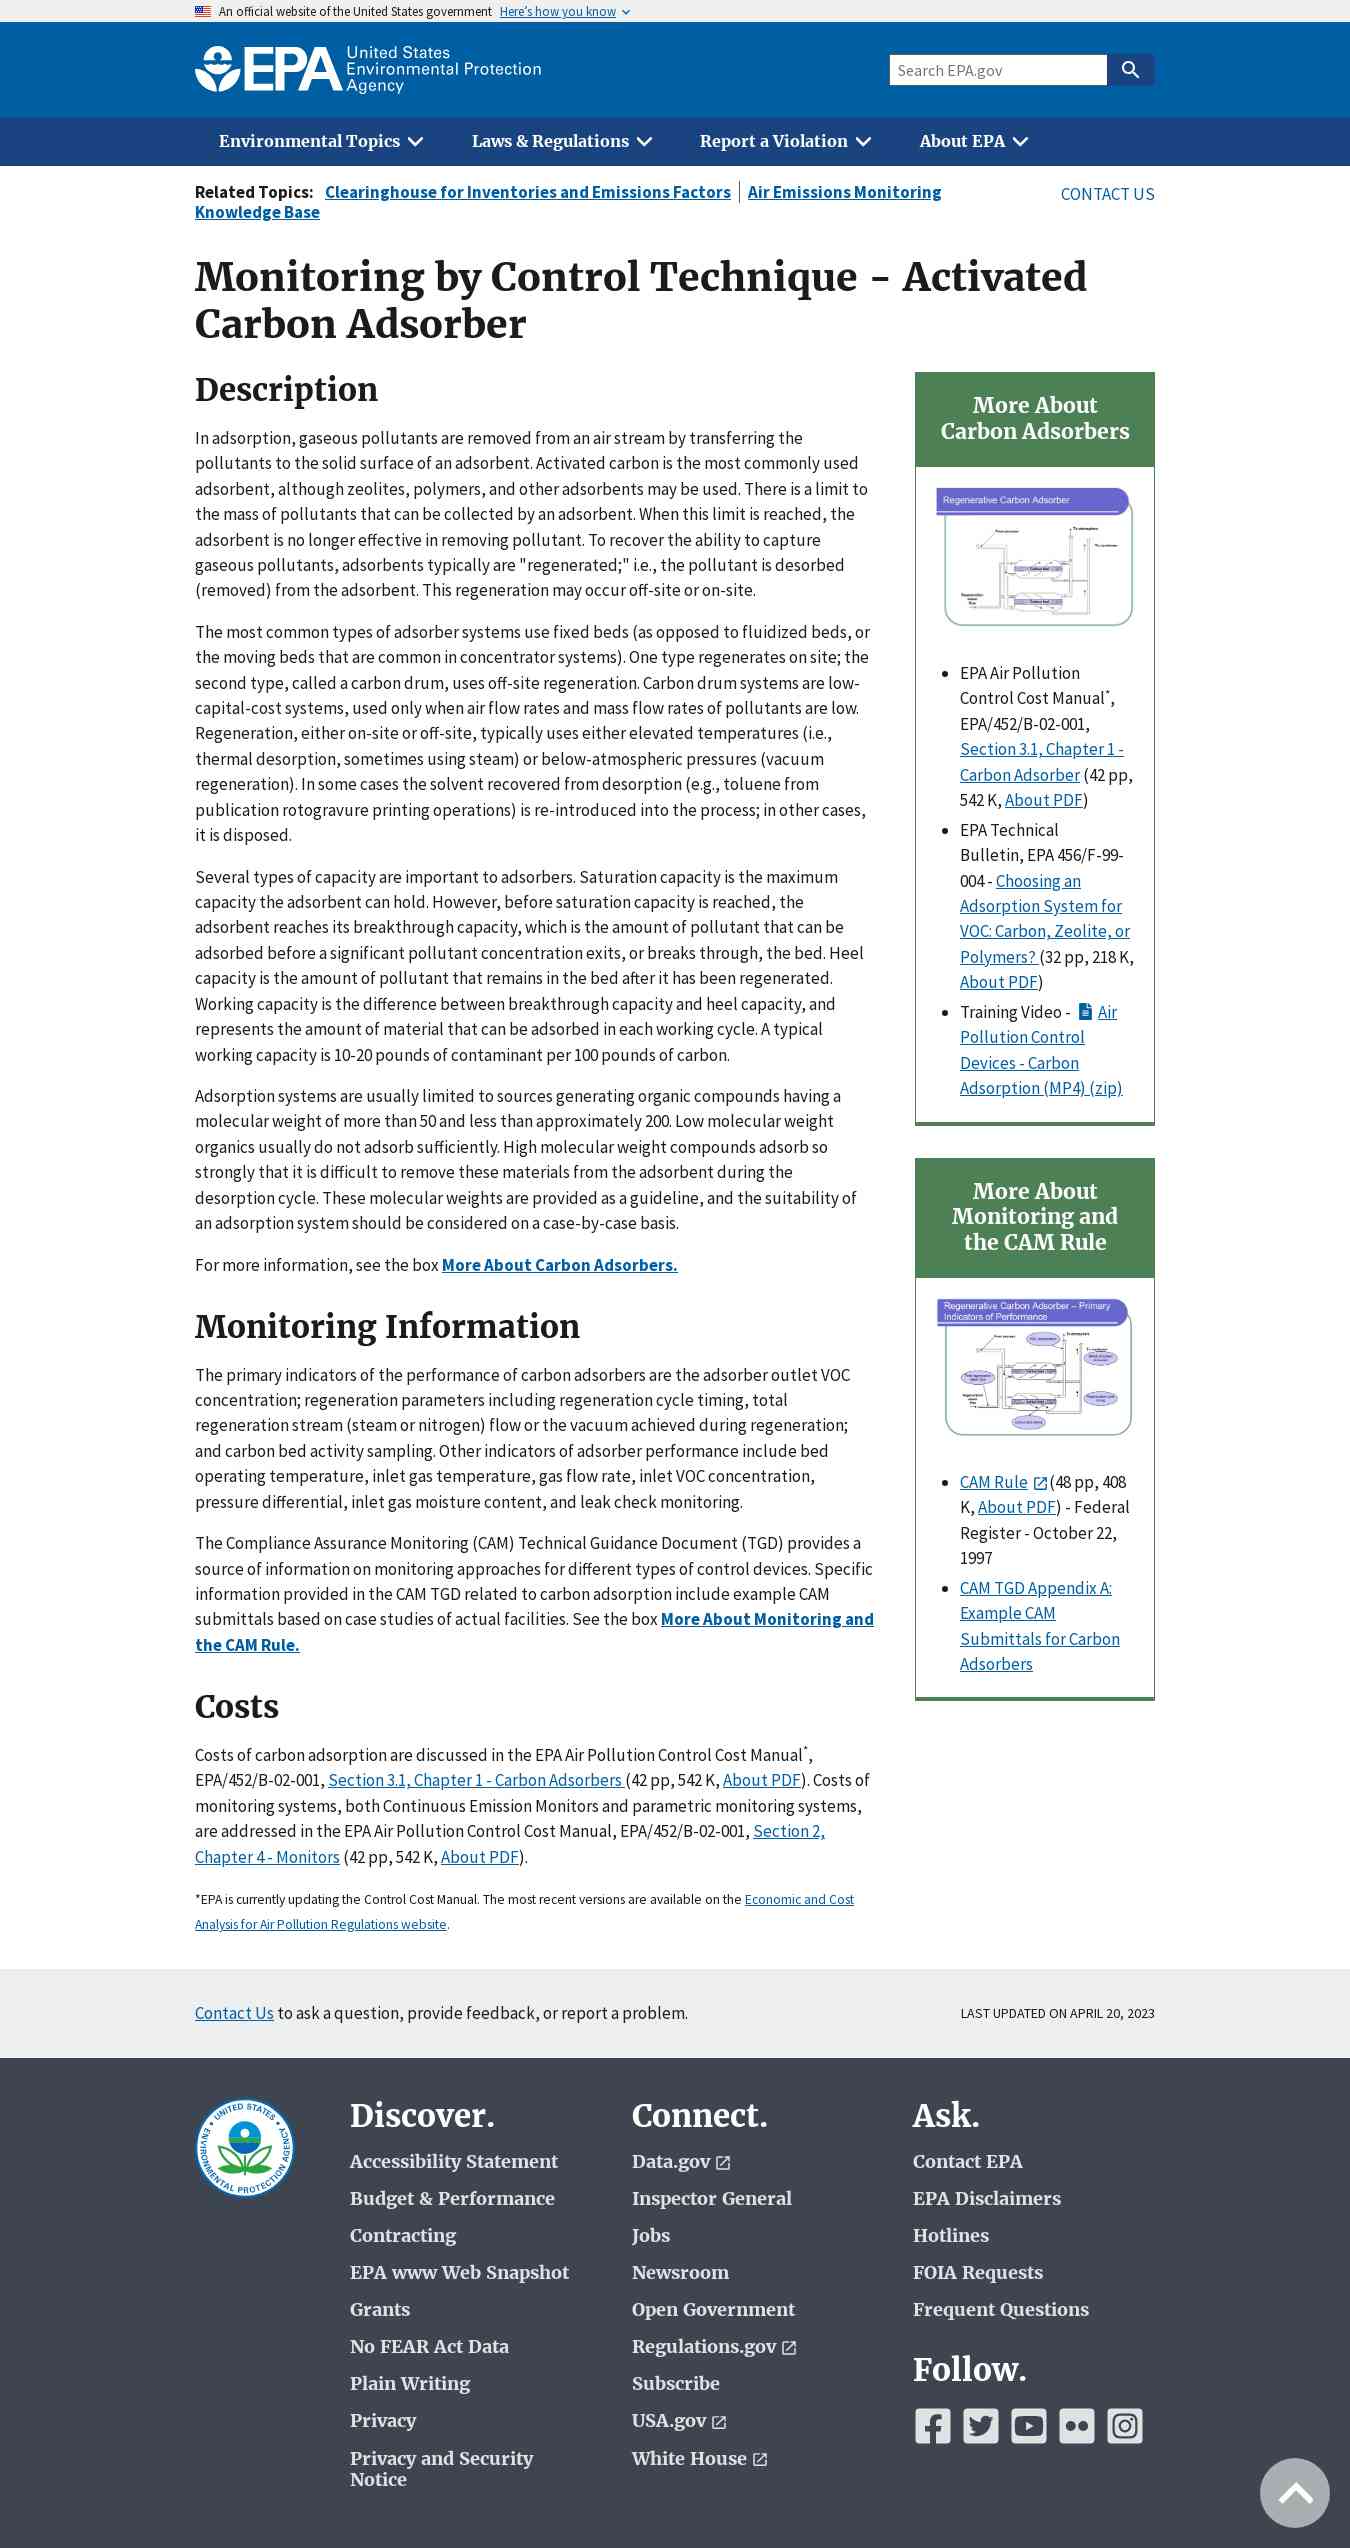 An official website of the United States government Here's how you know
EPA United States
Environmental Protection
Agency
Search EPA.gov
Environmental Topics
Laws & Regulations
Report a Violation
About EPA
Related Topics: Clearinghouse for Inventories and Emissions Factors Air Emissions Monitoring
Knowledge Base
CONTACT US
Monitoring by Control Technique - Activated
Carbon Adsorber
Description
In adsorption, gaseous pollutants are removed from an air stream by transferring the
pollutants to the solid surface of an adsorbent. Activated carbon is the most commonly used
adsorbent, although zeolites, polymers, and other adsorbents may be used. There is a limit to
the mass of pollutants that can be collected by an adsorbent. When this limit is reached, the
adsorbent is no longer effective in removing pollutant. To recover the ability to capture
gaseous pollutants, adsorbents typically are "regenerated;" i.e., the pollutant is desorbed
(removed) from the adsorbent. This regeneration may occur off-site or on-site.
The most common types of adsorber systems use fixed beds (as opposed to fluidized beds, or
the moving beds that are common in concentrator systems). One type regenerates on site; the
second type, called a carbon drum, uses off-site regeneration. Carbon drum systems are low-
capital-cost systems, used only when air flow rates and mass flow rates of pollutants are low.
Regeneration, either on-site or off-site, typically uses either elevated temperatures (i.e.,
thermal desorption, sometimes using steam) or below-atmospheric pressures (vacuum
regeneration). In some cases the solvent recovered from desorption (e.g., toluene from
publication rotogravure printing operations) is re-introduced into the process; in other cases,
it is disposed.
Several types of capacity are important to adsorbers. Saturation capacity is the maximum
capacity the adsorbent can hold. However, before saturation capacity is reached, the
adsorbent reaches its breakthrough capacity, which is the amount of pollutant that can be
adsorbed before a significant pollutant concentration exits, or breaks through, the bed. Heel
capacity is the amount of pollutant that remains in the bed after it has been regenerated.
Working capacity is the difference between breakthrough capacity and heel capacity, and
represents the amount of material that can be adsorbed in each working cycle. A typical
working capacity is 10-20 pounds of contaminant per 100 pounds of carbon.
Adsorption systems are usually limited to sources generating organic compounds having a
molecular weight of more than 50 and less than approximately 200. Low molecular weight
organics usually do not adsorb sufficiently. High molecular weight compounds adsorb so
strongly that it is difficult to remove these materials from the adsorbent during the
desorption cycle. These molecular weights are provided as a guideline, and the suitability of
an adsorption system should be considered on a case-by-case basis.
For more information, see the box More About Carbon Adsorbers.
Monitoring Information
The primary indicators of the performance of carbon adsorbers are the adsorber outlet VOC
concentration; regeneration parameters including regeneration cycle timing, total
regeneration stream (steam or nitrogen) flow or the vacuum achieved during regeneration;
and carbon bed activity sampling. Other indicators of adsorber performance include bed
operating temperature, inlet gas temperature, gas flow rate, inlet VOC concentration,
pressure differential, inlet gas moisture content, and leak check monitoring.
The Compliance Assurance Monitoring (CAM) Technical Guidance Document (TGD) provides a
source of information on monitoring approaches for different types of control devices. Specific
information provided in the CAM TGD related to carbon adsorption include example CAM
submittals based on case studies of actual facilities. See the box More About Monitoring and
the CAM Rule.
Costs
Costs of carbon adsorption are discussed in the EPA Air Pollution Control Cost Manual*,
EPA/452/B-02-001, Section 3.1, Chapter 1 - Carbon Adsorbers (42 pp, 542 K, About PDF). Costs of
monitoring systems, both Continuous Emission Monitors and parametric monitoring systems,
are addressed in the EPA Air Pollution Control Cost Manual, EPA/452/B-02-001, Section 2,
Chapter 4 - Monitors (42 pp, 542 K, About PDF).
*EPA is currently updating the Control Cost Manual. The most recent versions are available on the Economic and Cost
Analysis for Air Pollution Regulations website.
More About
Carbon Adsorbers
Regenerative Carbon Adsorber
EPA Air Pollution
Control Cost Manual*,
EPA/452/B-02-001,
Section 3.1, Chapter 1 -
Carbon Adsorber (42 pp,
542 K, About PDF)
EPA Technical
Bulletin, EPA 456/F-99-
004 - Choosing an
Adsorption System for
VOC: Carbon, Zeolite, or
Polymers? (32 pp, 218 K,
About PDF)
Training Video - Air
Pollution Control
Devices - Carbon
Adsorption (MP4) (zip)
More About
Monitoring and
the CAM Rule
Regenerative Carbon Adsorber – Primary
Indicators of Performance
CAM Rule (48 pp, 408
K, About PDF) - Federal
Register - October 22,
1997
CAM TGD Appendix A:
Example CAM
Submittals for Carbon
Adsorbers
Contact Us to ask a question, provide feedback, or report a problem.
LAST UPDATED ON APRIL 20, 2023
UNITED STATES
ENVIRONMENTAL PROTECTION AGENCY
Discover.
Accessibility Statement
Budget & Performance
Contracting
EPA www Web Snapshot
Grants
No FEAR Act Data
Plain Writing
Privacy
Privacy and Security
Notice
Connect.
Data.gov
Inspector General
Jobs
Newsroom
Open Government
Regulations.gov
Subscribe
USA.gov
White House
Ask.
Contact EPA
EPA Disclaimers
Hotlines
FOIA Requests
Frequent Questions
Follow.